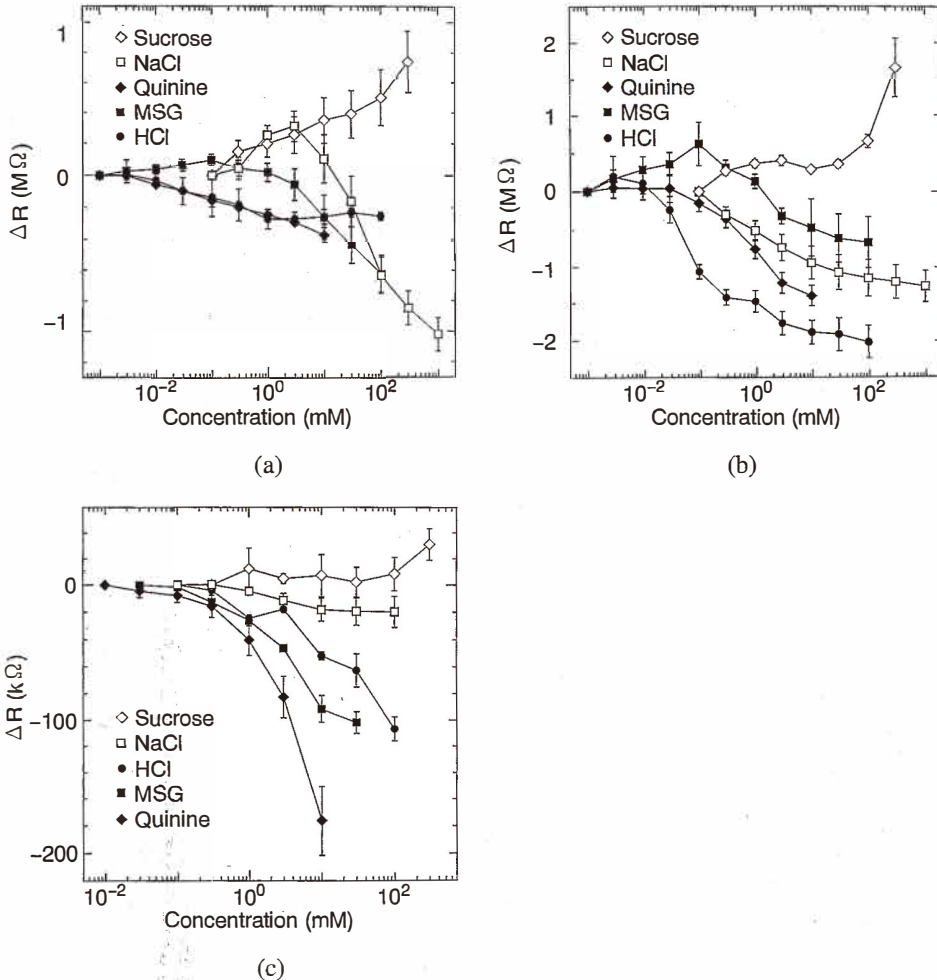 1
0
−1
ΔR (MΩ)
Sucrose
NaCl
Quinine
MSG
HCl
10⁻² 10⁰ 10²
Concentration (mM)
(a)
2
1
0
−1
−2
ΔR (MΩ)
Sucrose
NaCl
Quinine
MSG
HCl
10⁻² 10⁰ 10²
Concentration (mM)
(b)
0
−100
−200
ΔR (kΩ)
Sucrose
NaCl
HCl
MSG
Quinine
10⁻² 10⁰ 10²
Concentration (mM)
(c)